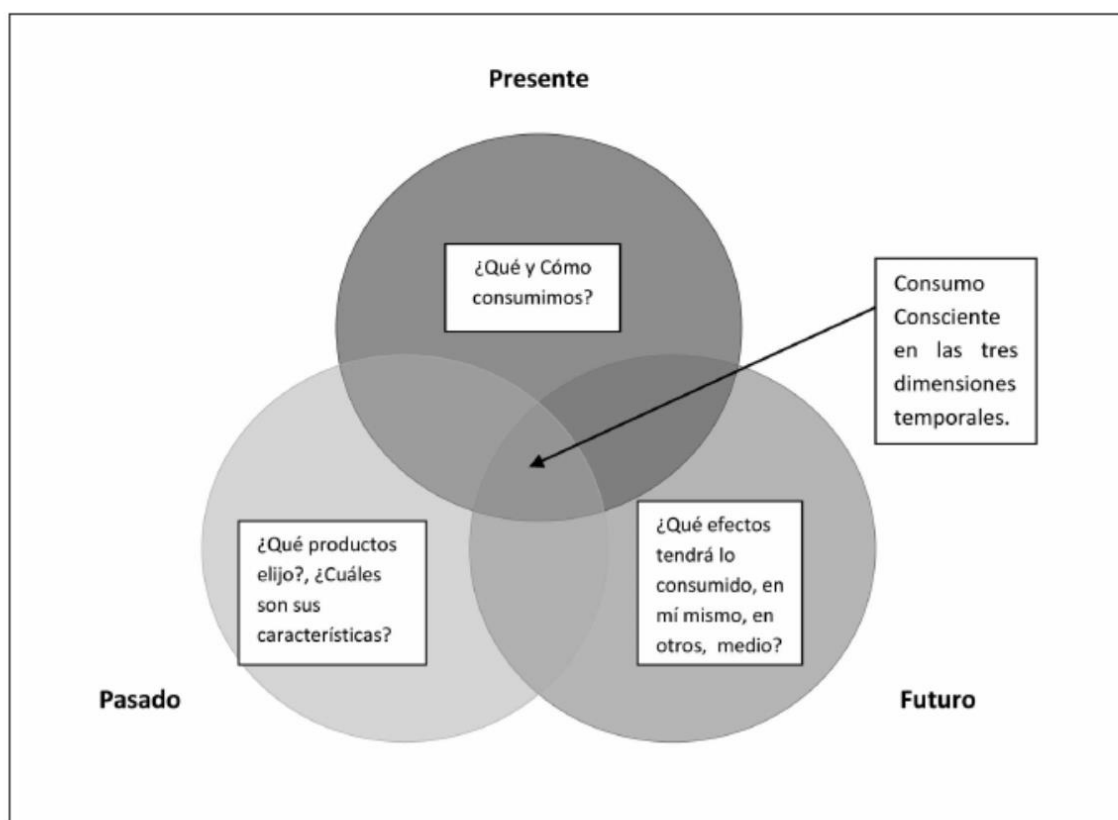 Presente
¿Qué y Cómo
consumimos?
Consumo
Consciente
en las tres
dimensiones
temporales.
¿Qué productos
elijo?, ¿Cuáles
son sus
características?
¿Qué efectos
tendrá lo
consumido, en
mí mismo, en
otros, medio?
Pasado
Futuro